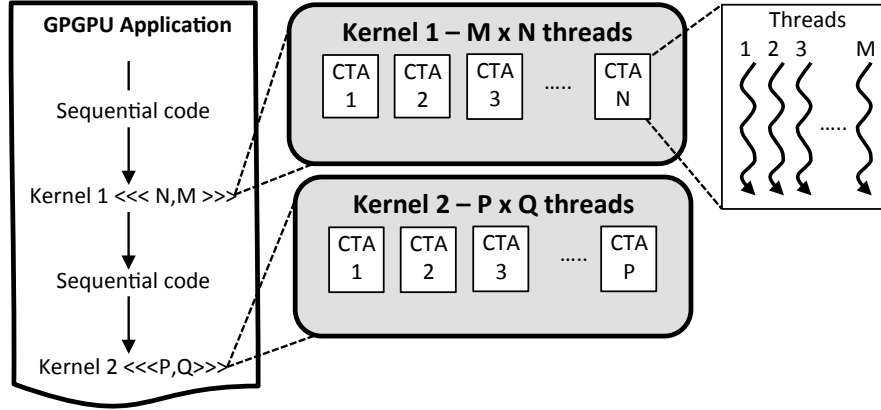 GPGPU Application
Sequential code
Kernel 1 <<< N,M >>>
Sequential code
Kernel 2 <<<P,Q>>>
Kernel 1 – M x N threads
CTA 1
CTA 2
CTA 3
.....
CTA N
Kernel 2 – P x Q threads
CTA 1
CTA 2
CTA 3
.....
CTA P
Threads
1 2 3 M
.....